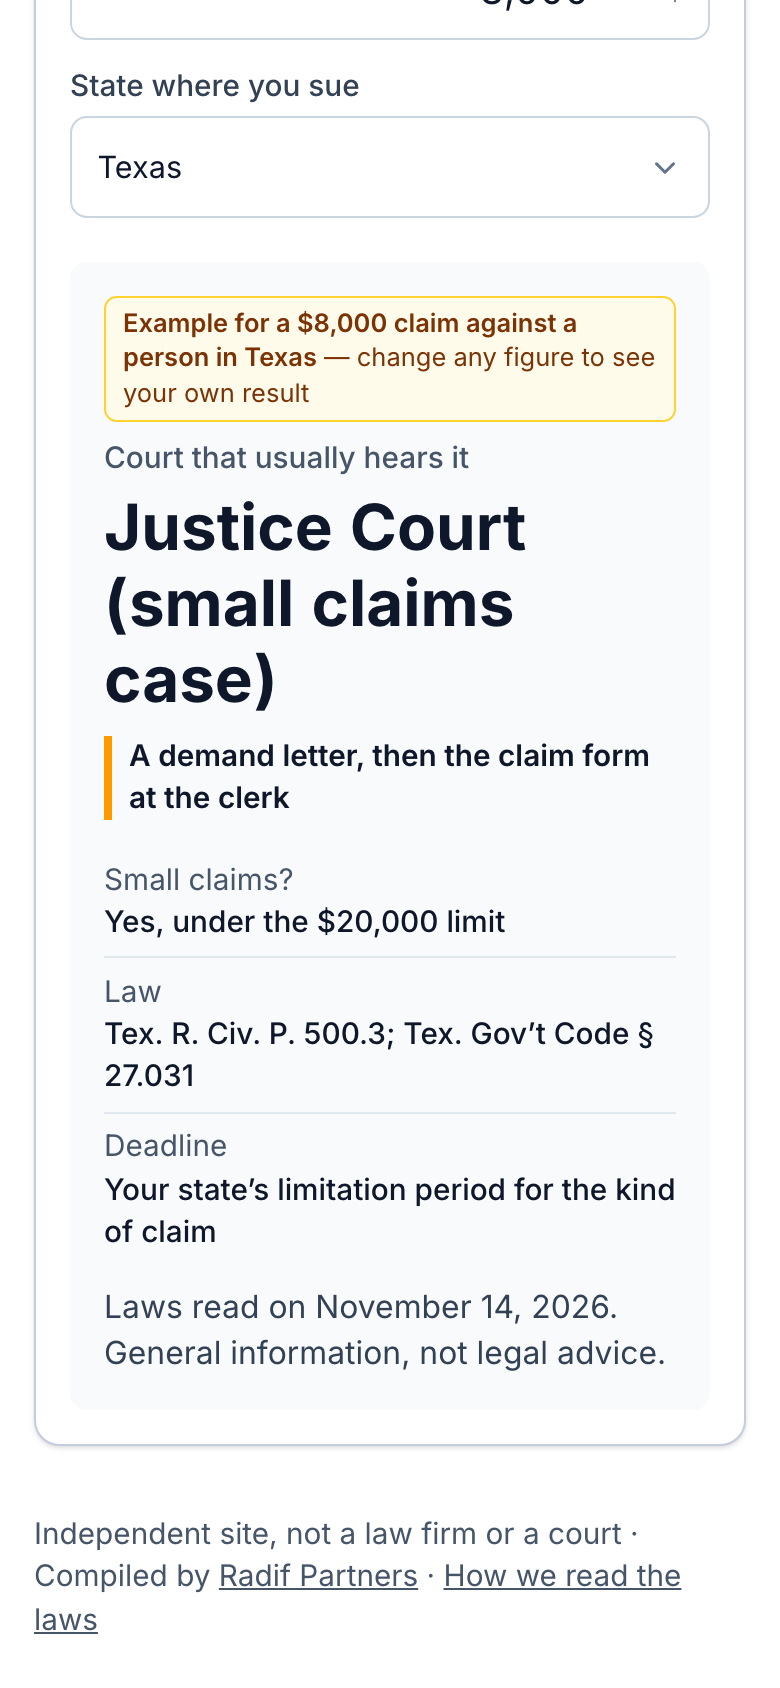 State where you sue
Texas
Example for a $8,000 claim against a
person in Texas — change any figure to see
your own result
Court that usually hears it
Justice Court
(small claims
case)
A demand letter, then the claim form
at the clerk
Small claims?
Yes, under the $20,000 limit
Law
Tex. R. Civ. P. 500.3; Tex. Gov’t Code §
27.031
Deadline
Your state’s limitation period for the kind
of claim
Laws read on November 14, 2026.
General information, not legal advice.
Independent site, not a law firm or a court ·
Compiled by Radif Partners · How we read the
laws